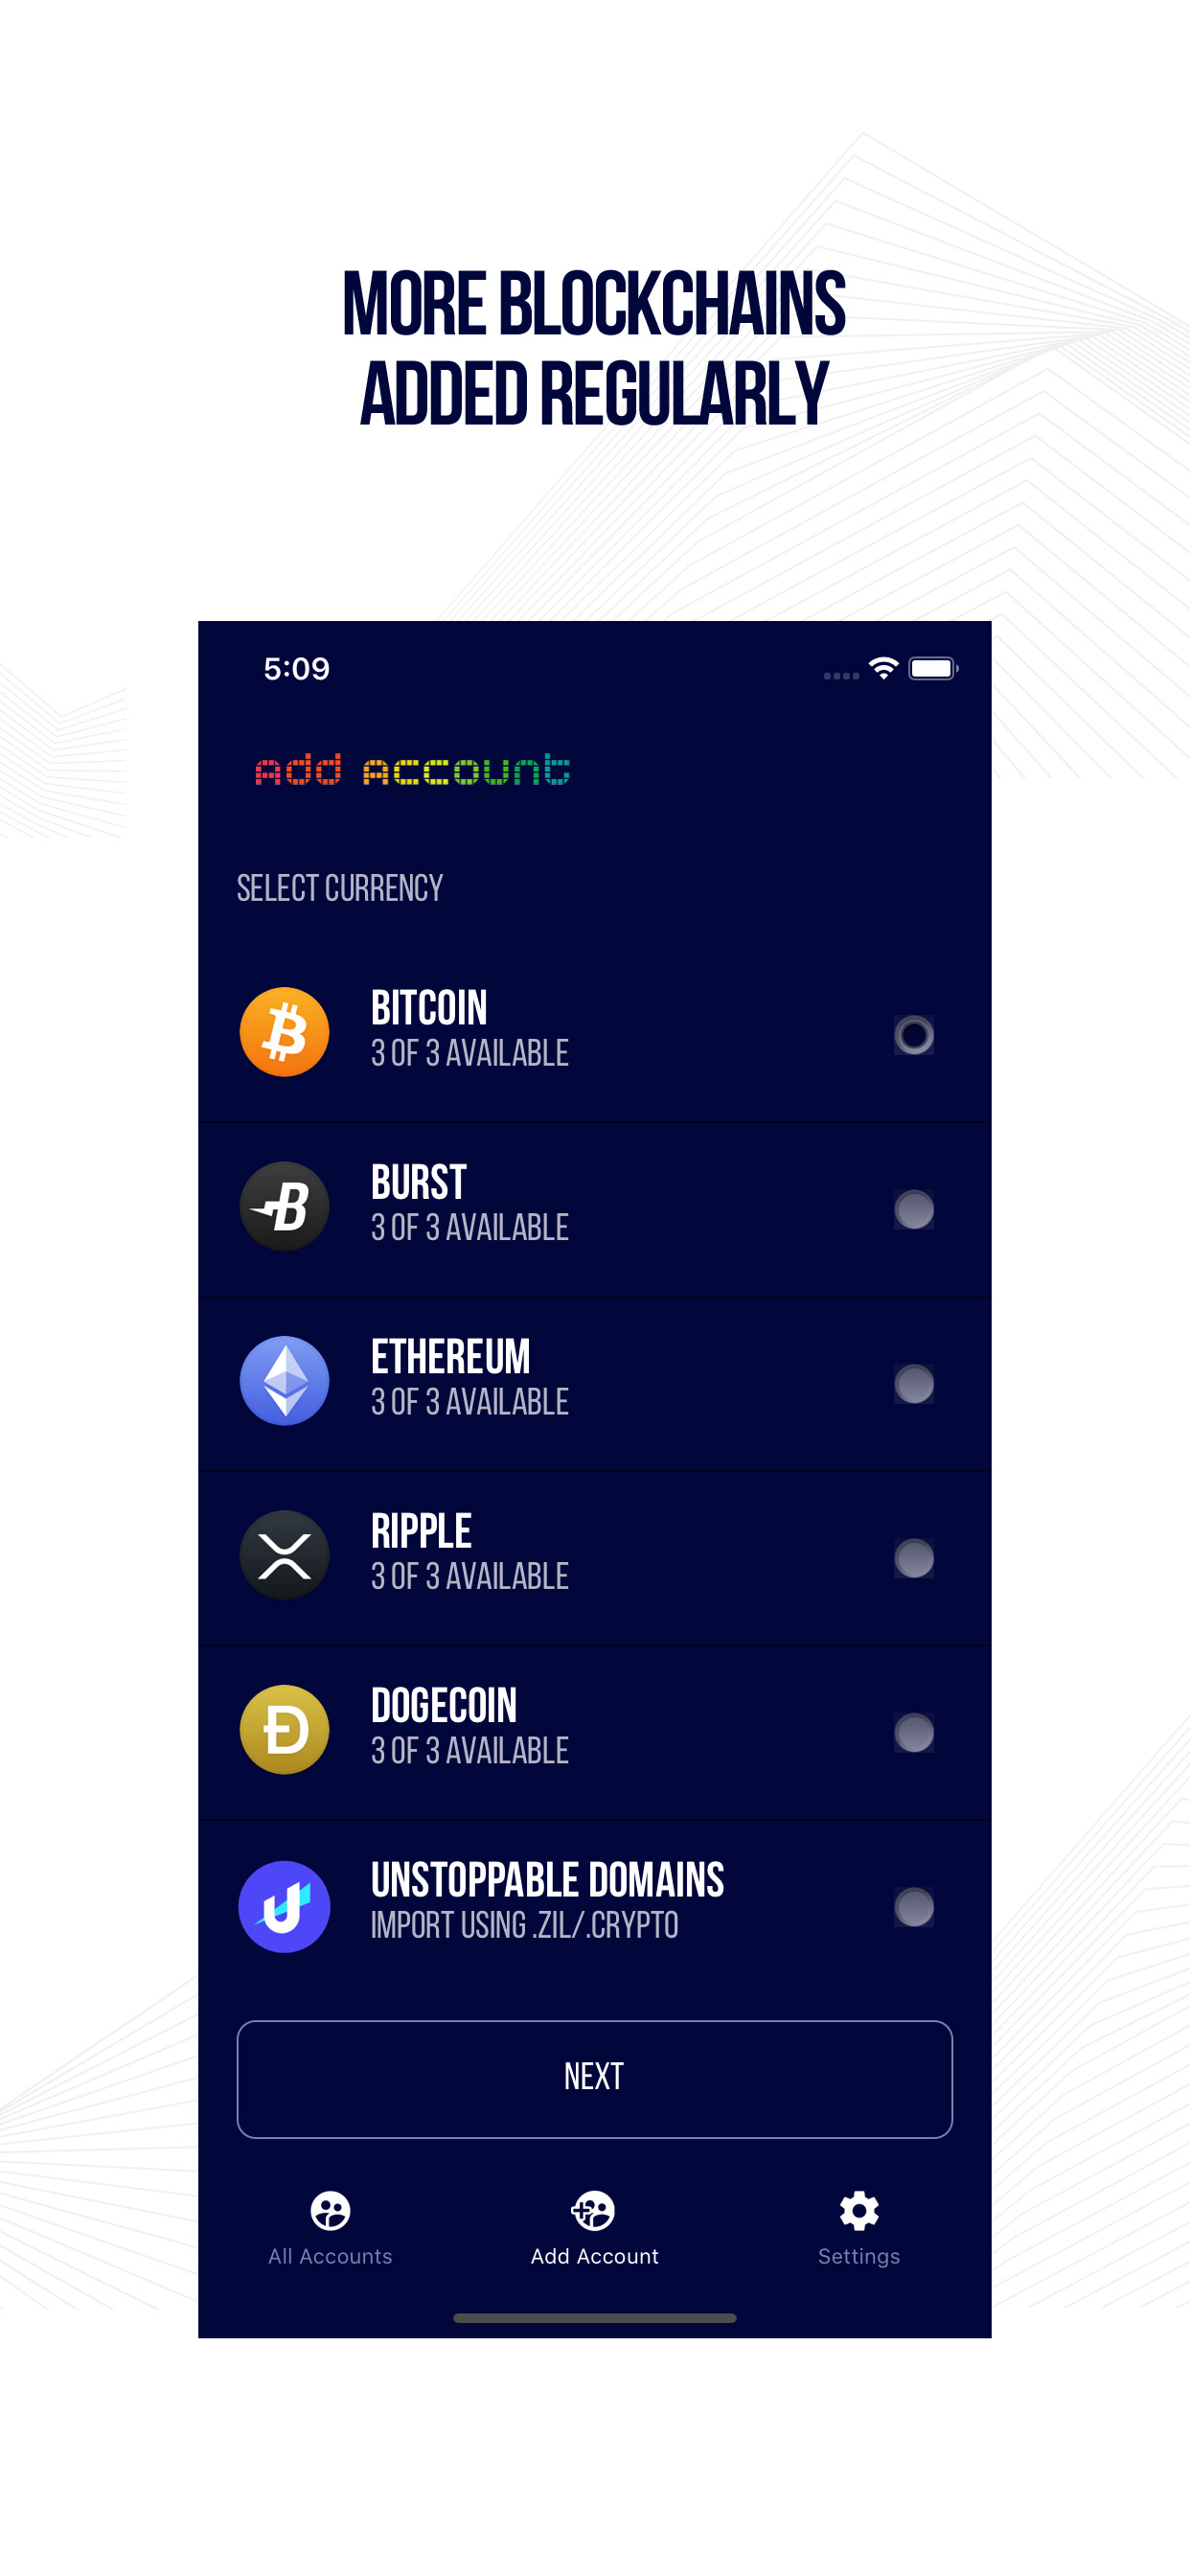 MORE BLOCKCHAINS
ADDED REGULARLY
5:09
Add Account
SELECT CURRENCY
BITCOIN
3 OF 3 AVAILABLE
BURST
3 OF 3 AVAILABLE
ETHEREUM
3 OF 3 AVAILABLE
RIPPLE
3 OF 3 AVAILABLE
DOGECOIN
3 OF 3 AVAILABLE
UNSTOPPABLE DOMAINS
IMPORT USING .ZIL/.CRYPTO
NEXT
All Accounts
Add Account
Settings